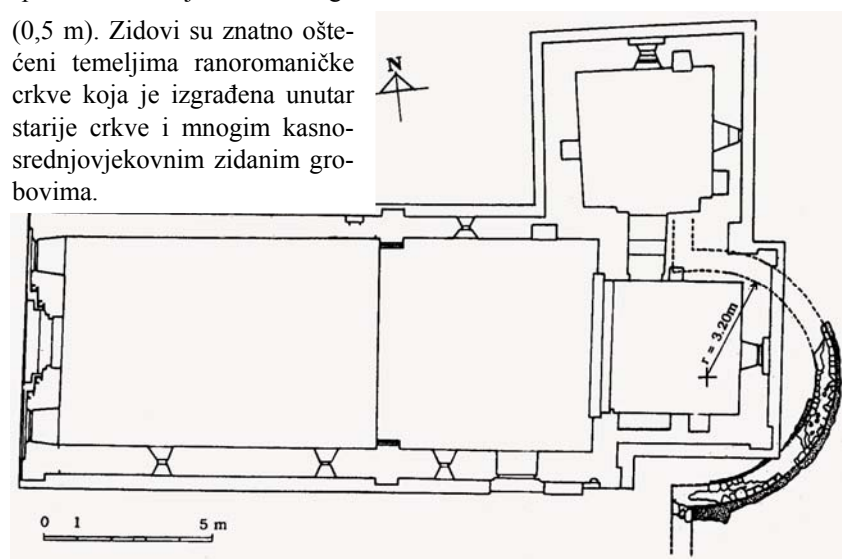 (0,5 m). Zidovi su znatno ošte-
ćeni temeljima ranoromaničke
crkve koja je izgrađena unutar
starije crkve i mnogim kasno-
srednjovjekovnim zidanim gro-
bovima.
N
r = 3.20m
0 1 5 m